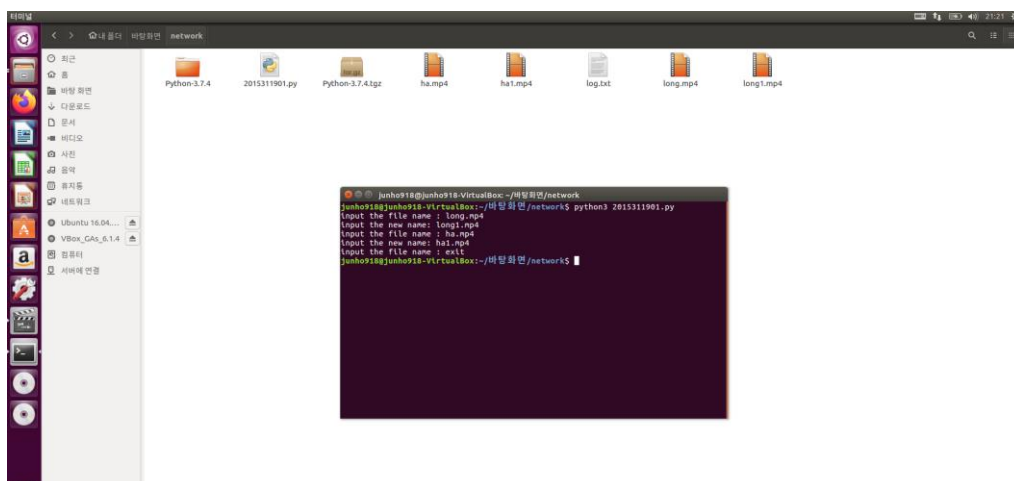 터미널
21:21
내 폴더 바탕화면 network
최근
홈
바탕 화면
다운로드
문서
비디오
사진
음악
휴지통
네트워크
Ubuntu 16.04....
VBox_GAs_6.1.4
컴퓨터
서버에 연결
Python-3.7.4
2015311901.py
Python-3.7.4.tgz
ha.mp4
ha1.mp4
log.txt
long.mp4
long1.mp4
junho918@junho918-VirtualBox: ~/바탕화면/network
junho918@junho918-VirtualBox:~/바탕화면/network$ python3 2015311901.py
input the file name : long.mp4
input the new name: long1.mp4
input the file name : ha.mp4
input the new name: ha1.mp4
input the file name : exit
junho918@junho918-VirtualBox:~/바탕화면/network$